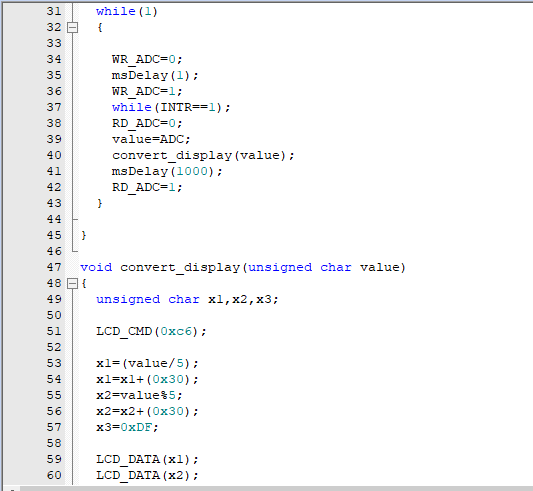 31 while(1)
32 {
33
34 WR_ADC=0;
35 msDelay(1);
36 WR_ADC=1;
37 while(INTR==1);
38 RD_ADC=0;
39 value=ADC;
40 convert_display(value);
41 msDelay(1000);
42 RD_ADC=1;
43 }
44
45 }
46
47 void convert_display(unsigned char value)
48 {
49 unsigned char x1,x2,x3;
50
51 LCD_CMD(0xc6);
52
53 x1=(value/5);
54 x1=x1+(0x30);
55 x2=value%5;
56 x2=x2+(0x30);
57 x3=0xDF;
58
59 LCD_DATA(x1);
60 LCD_DATA(x2);